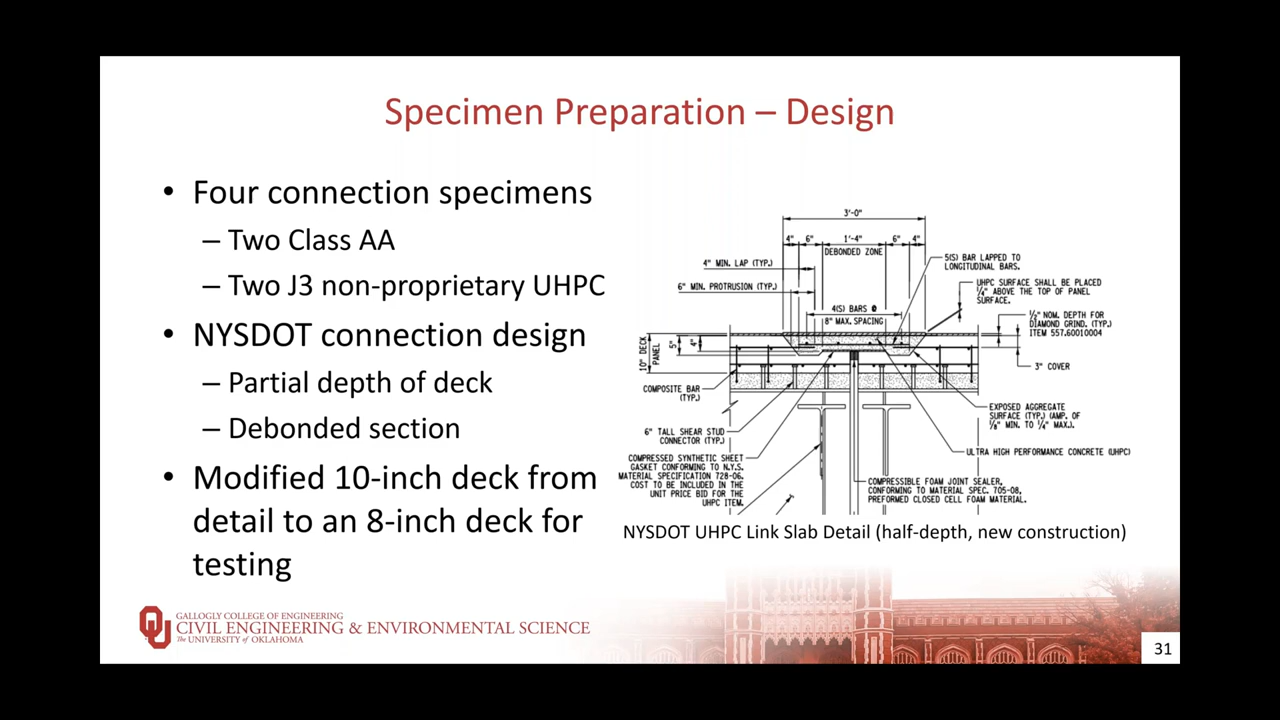 Specimen Preparation – Design
• Four connection specimens
– Two Class AA
– Two J3 non-proprietary UHPC
• NYSDOT connection design
– Partial depth of deck
– Debonded section
• Modified 10-inch deck from
detail to an 8-inch deck for
testing
3'-0"
4" 6" 1'-4" 6" 4"
DEBONDED ZONE
4" MIN. LAP (TYP.)
6" MIN. PROTRUSION (TYP.)
4(S) BARS @
8" MAX. SPACING
5(S) BAR LAPPED TO
LONGITUDINAL BARS.
UHPC SURFACE SHALL BE PLACED
1/4" ABOVE THE TOP OF PANEL
SURFACE.
1/2" NOM. DEPTH FOR
DIAMOND GRIND. (TYP.)
ITEM 557.60010004
10" DECK
PANEL
5"
4"
3" COVER
COMPOSITE BAR
(TYP.)
EXPOSED AGGREGATE
SURFACE (TYP.) (AMP. OF
1/8" MIN. TO 1/4" MAX.).
6" TALL SHEAR STUD
CONNECTOR (TYP.)
ULTRA HIGH PERFORMANCE CONCRETE (UHPC)
COMPRESSED SYNTHETIC SHEET
GASKET CONFORMING TO N.Y.S.
MATERIAL SPECIFICATION 728-06.
COST TO BE INCLUDED IN THE
UNIT PRICE BID FOR THE
UHPC ITEM.
COMPRESSIBLE FOAM JOINT SEALER,
CONFORMING TO MATERIAL SPEC. 705-08,
PREFORMED CLOSED CELL FOAM MATERIAL.
NYSDOT UHPC Link Slab Detail (half-depth, new construction)
GALLOGLY COLLEGE OF ENGINEERING
CIVIL ENGINEERING & ENVIRONMENTAL SCIENCE
The UNIVERSITY of OKLAHOMA
31